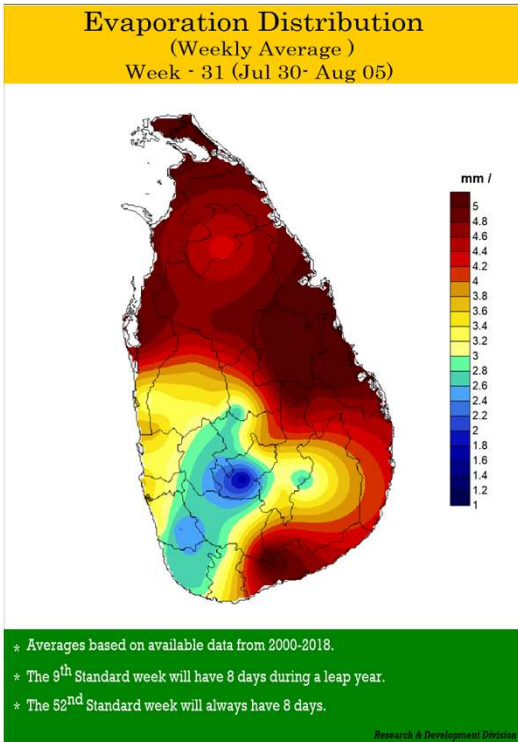 Evaporation Distribution
(Weekly Average )
Week - 31 (Jul 30- Aug 05)
mm /
5
4.8
4.6
4.4
4.2
4
3.8
3.6
3.4
3.2
3
2.8
2.6
2.4
2.2
2
1.8
1.6
1.4
1.2
1
* Averages based on available data from 2000-2018.
* The 9th Standard week will have 8 days during a leap year.
* The 52nd Standard week will always have 8 days.
Research & Development Division